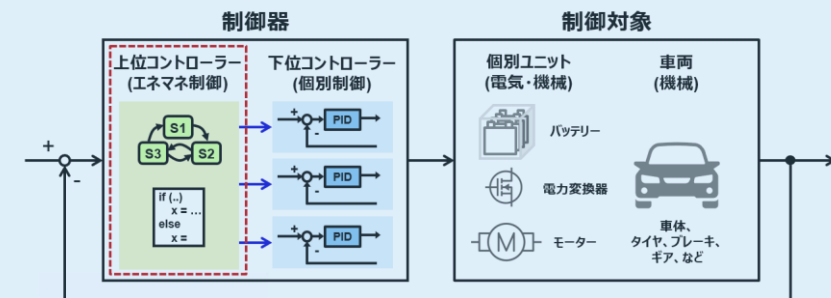 制御器
制御対象
上位コントローラー
(エネマネ制御)
下位コントローラー
(個別制御)
個別ユニット
(電気・機械)
車両
(機械)
S1
S3
S2
if (..)
x = ...
else
x =
+
-
+
-
PID
+
-
PID
+
-
PID
バッテリー
電力変換器
M
モーター
車体、
タイヤ、ブレーキ、
ギア、など